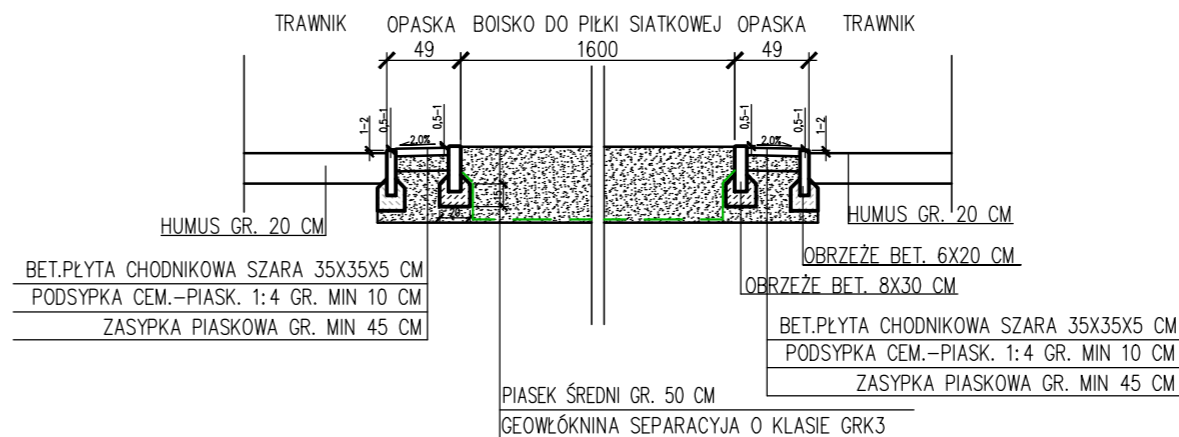 TRAWNIK OPASKA BOISKO DO PIŁKI SIATKOWEJ OPASKA TRAWNIK
49 1600 49
1-2 0,5-1 2.0% 0,5-1 0,5-1 2.0% 0,5-1 1-2
15
20
HUMUS GR. 20 CM
HUMUS GR. 20 CM
BET.PŁYTA CHODNIKOWA SZARA 35X35X5 CM
PODSYPKA CEM.-PIASK. 1:4 GR. MIN 10 CM
ZASYPKA PIASKOWA GR. MIN 45 CM
OBRZEŻE BET. 6X20 CM
OBRZEŻE BET. 8X30 CM
BET.PŁYTA CHODNIKOWA SZARA 35X35X5 CM
PODSYPKA CEM.-PIASK. 1:4 GR. MIN 10 CM
ZASYPKA PIASKOWA GR. MIN 45 CM
PIASEK ŚREDNI GR. 50 CM
GEOWŁÓKNINA SEPARACYJA O KLASIE GRK3